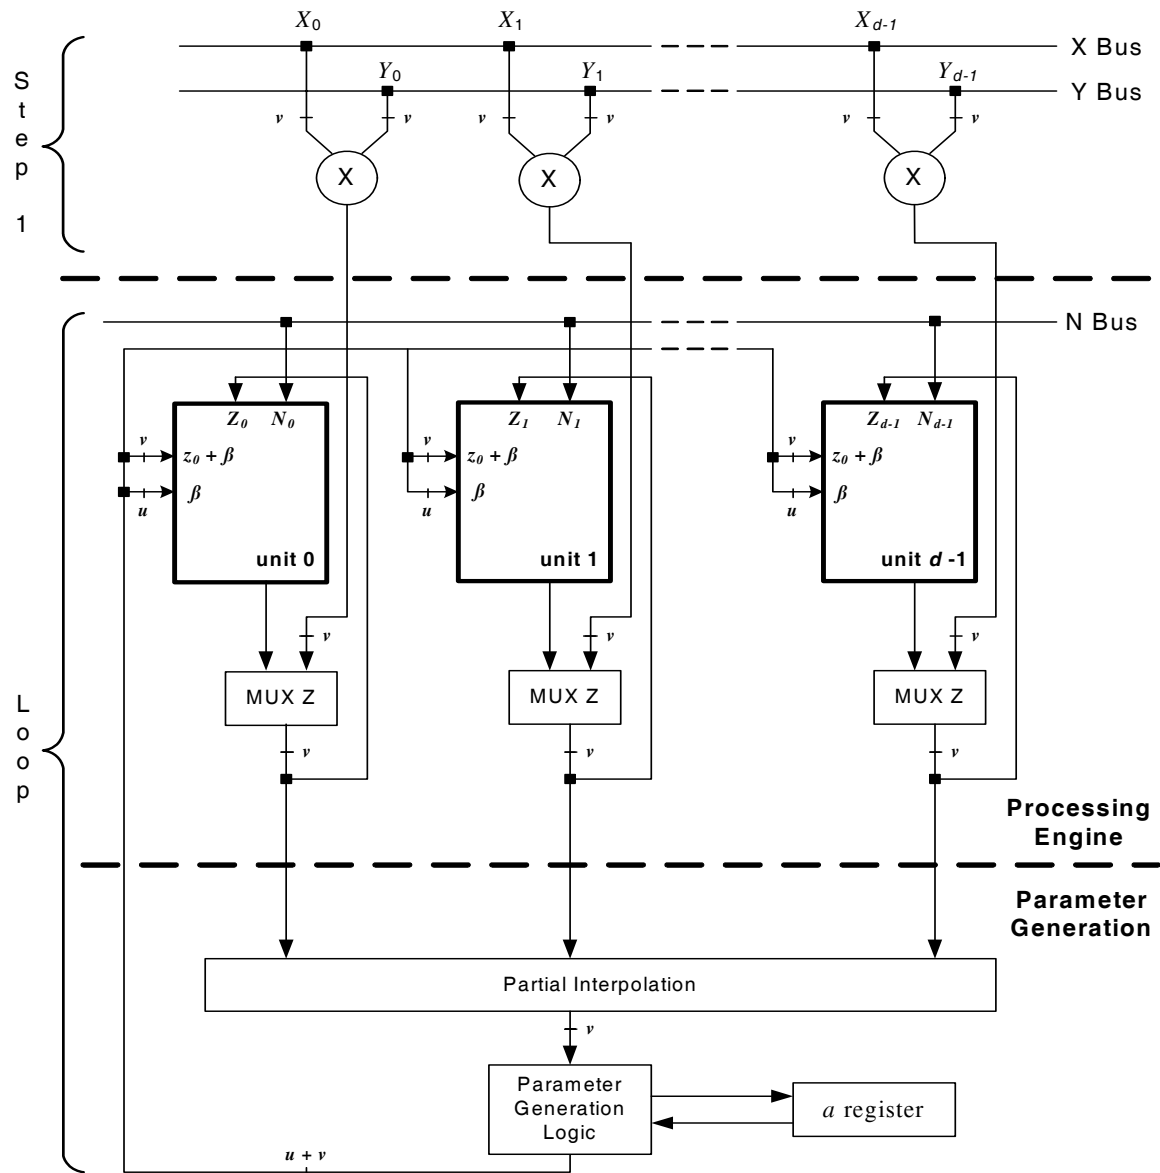 X0 X1 Xd-1
X Bus
Y0 Y1 Yd-1
Y Bus
v v v v v v
X X X
Step 1
N Bus
Z0 N0 Z1 N1 Zd-1 Nd-1
v v v
z0 + β z0 + β z0 + β
β β β
u u u
unit 0 unit 1 unit d -1
v v v
MUX Z MUX Z MUX Z
Loop
v v v
Processing
Engine
Parameter
Generation
Partial Interpolation
v
Parameter
Generation
Logic
a register
u + v